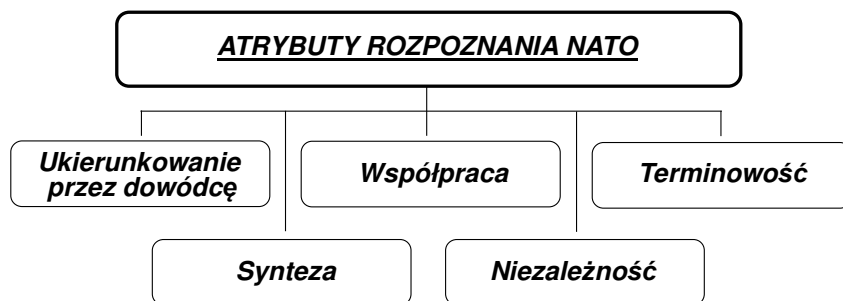 ATRYBUTY ROZPOZNANIA NATO
Ukierunkowanie
przez dowódcę
Współpraca
Terminowość
Synteza
Niezależność